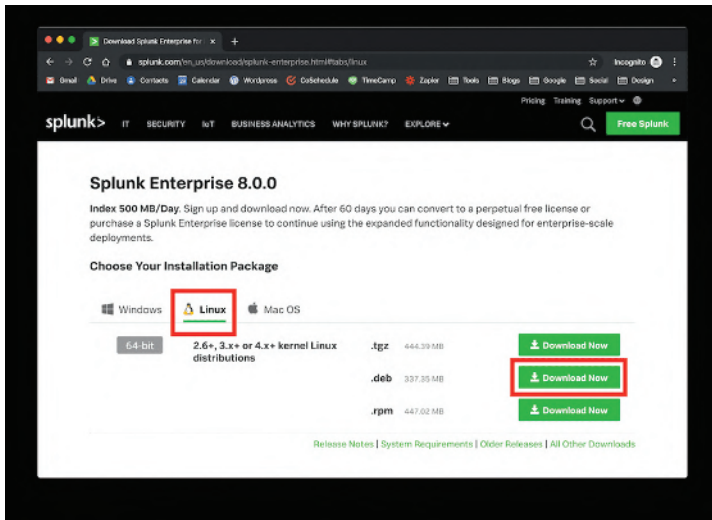 Download Splunk Enterprise for
splunk.com/en_us/download/splunk-enterprise.html#tabs/linux
Incognito
Gmail Drive Contacts Calendar Wordpress CoSchedule TimeCamp Zapier Tools Blogs Google Social Design
Pricing Training Support
splunk> IT SECURITY IoT BUSINESS ANALYTICS WHY SPLUNK? EXPLORE Free Splunk
Splunk Enterprise 8.0.0
Index 500 MB/Day. Sign up and download now. After 60 days you can convert to a perpetual free license or
purchase a Splunk Enterprise license to continue using the expanded functionality designed for enterprise-scale
deployments.
Choose Your Installation Package
Windows Linux Mac OS
64-bit 2.6+, 3.x+ or 4.x+ kernel Linux .tgz 444.39 MB Download Now
distributions
.deb 337.35 MB Download Now
.rpm 447.02 MB Download Now
Release Notes | System Requirements | Older Releases | All Other Downloads